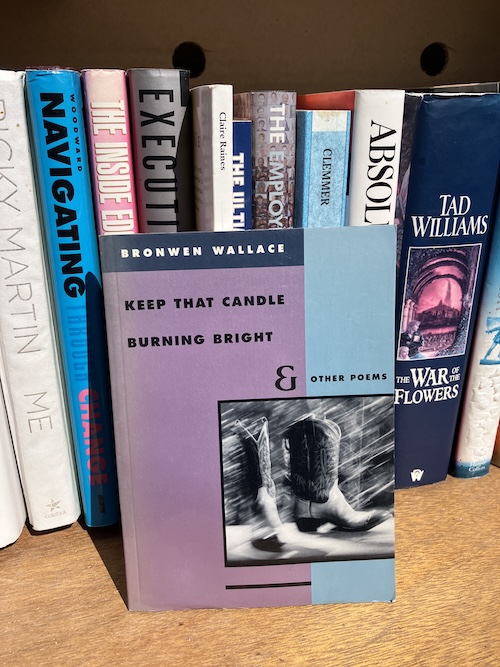 RICKY MARTIN
ME
WOODWARD
NAVIGATING
THROUGH
CHANGE
THE INSIDE ED
EXECUTI
Claire Raines
THE ULTI
THE EMPLOY
CLEMMER
ABSOL
TAD
WILLIAMS
THE WAR OF THE
FLOWERS
BRONWEN WALLACE
KEEP THAT CANDLE
BURNING BRIGHT
& OTHER POEMS